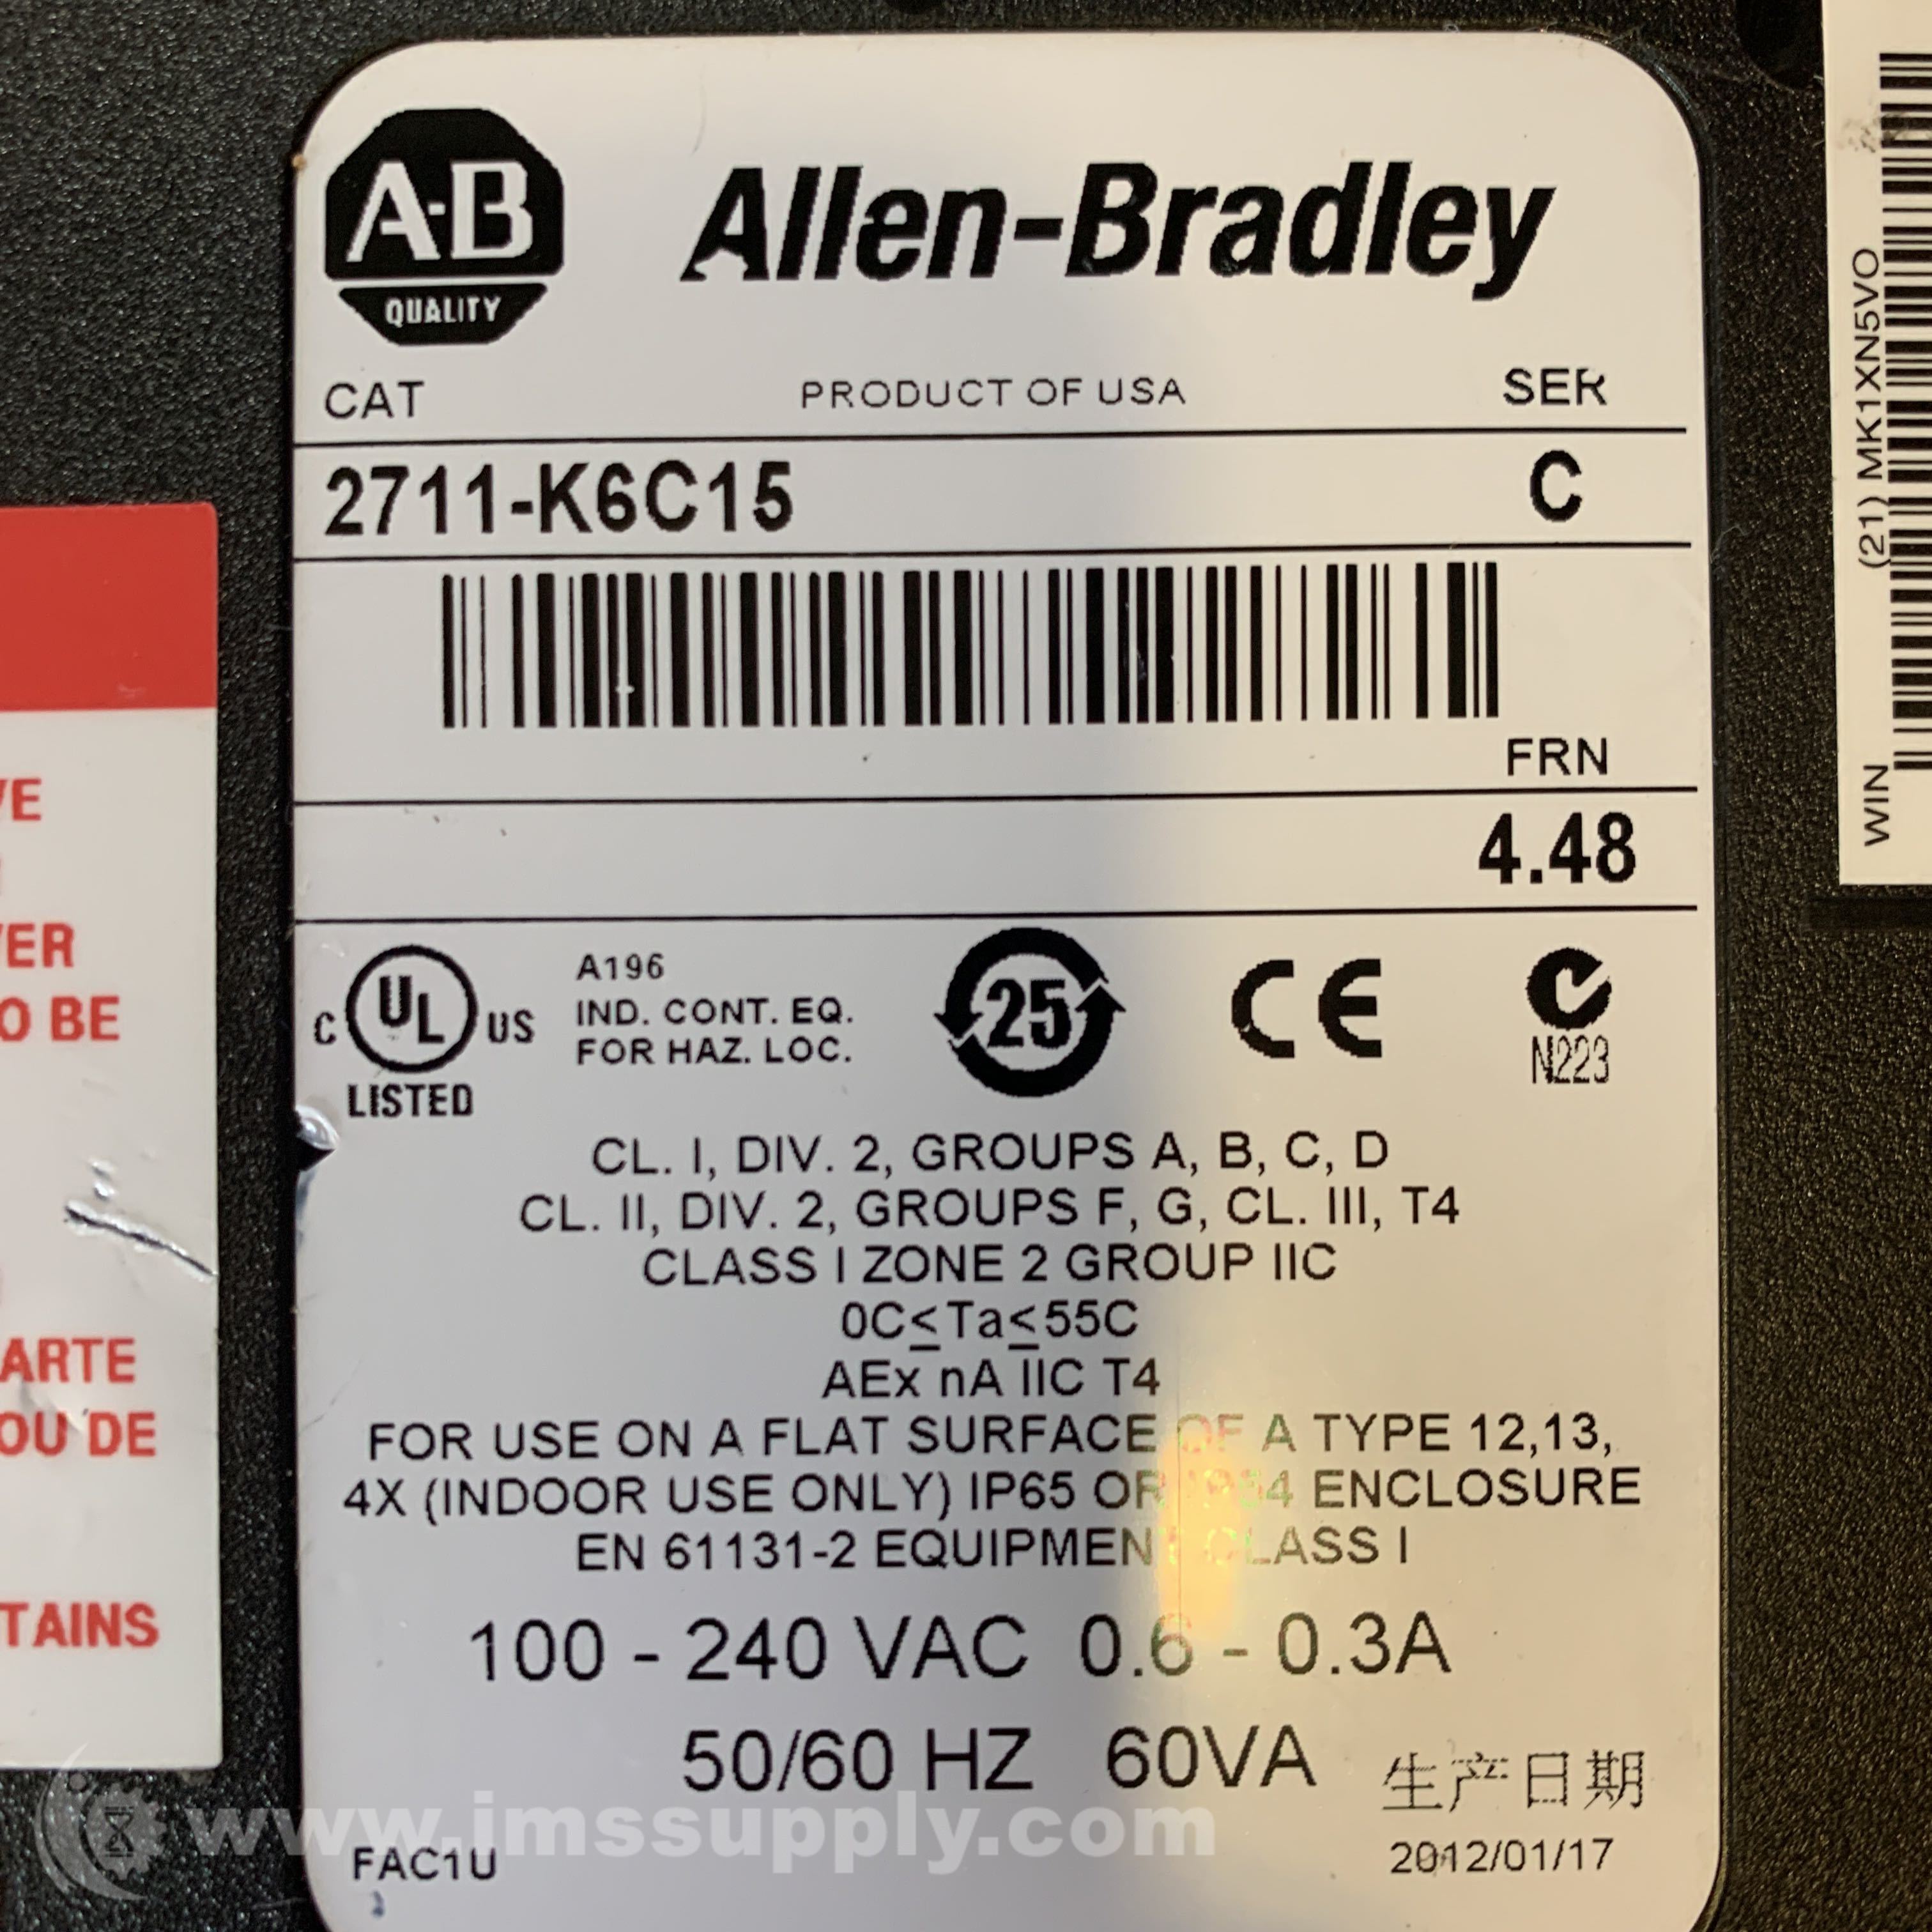 A-B
QUALITY
Allen-Bradley
CAT
PRODUCT OF USA
SER
2711-K6C15
C
FRN
4.48
C UL US
LISTED
A196
IND. CONT. EQ.
FOR HAZ. LOC.
25
CE
N223
CL. I, DIV. 2, GROUPS A, B, C, D
CL. II, DIV. 2, GROUPS F, G, CL. III, T4
CLASS I ZONE 2 GROUP IIC
0C≤Ta≤55C
AEx nA IIC T4
FOR USE ON A FLAT SURFACE OF A TYPE 12,13,
4X (INDOOR USE ONLY) IP65 OR IP54 ENCLOSURE
EN 61131-2 EQUIPMENT CLASS I
100 - 240 VAC 0.6 - 0.3A
50/60 HZ 60VA
生产日期
2012/01/17
FAC1U
WIN (21) MK1XN5VO
ER
O BE
ARTE
OU DE
TAINS
www.imssupply.com